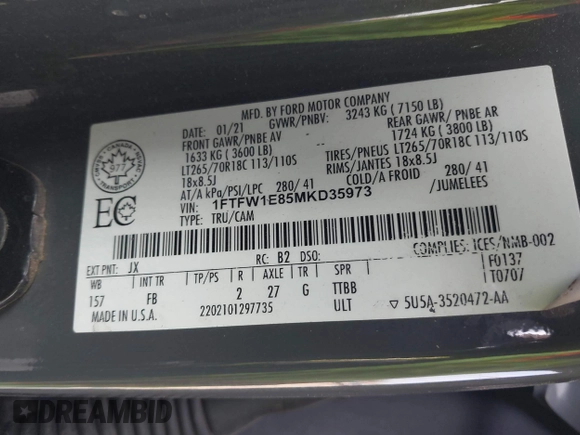 MFD. BY FORD MOTOR COMPANY
01/21 GVWR/PNBV: 3243 KG ( 7150 LB)
FRONT GAWR/PNBE AV REAR GAWR/ PNBE AR
1633 KG ( 3600 LB) 1724 KG ( 3800 LB)
LT265/70R18C 113/110S TIRES/PNEUS LT265/70R18C 113/110S
18x8.5J RIMS/JANTES 18x8.5J
AT/A kPa/PSI/LPC 280/ 41 COLD/A FROID 280/ 41
VIN: 1FTFW1E85MKD35973 /JUMELEES
TYPE: TRU/CAM
977
TRANSPORT
EC
COMPLIES: ICES/NMB-002
EXT PNT: JX RC: B2 DSO: F0137
WB INT TR TP/PS R AXLE TR SPR T0707
157 FB 2 27 G TTBB
MADE IN U.S.A. 2202101297735 ULT ▽ 5U5A-3520472-AA
DREAMBID